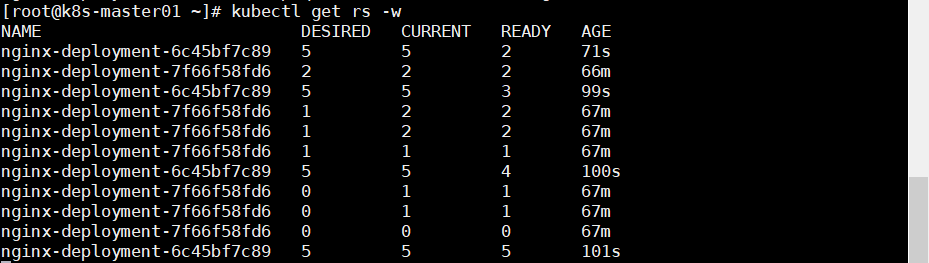 [root@k8s-master01 ~]# kubectl get rs -w
NAME DESIRED CURRENT READY AGE
nginx-deployment-6c45bf7c89 5 5 2 71s
nginx-deployment-7f66f58fd6 2 2 2 66m
nginx-deployment-6c45bf7c89 5 5 3 99s
nginx-deployment-7f66f58fd6 1 2 2 67m
nginx-deployment-7f66f58fd6 1 2 2 67m
nginx-deployment-7f66f58fd6 1 1 1 67m
nginx-deployment-6c45bf7c89 5 5 4 100s
nginx-deployment-7f66f58fd6 0 1 1 67m
nginx-deployment-7f66f58fd6 0 1 1 67m
nginx-deployment-7f66f58fd6 0 0 0 67m
nginx-deployment-6c45bf7c89 5 5 5 101s